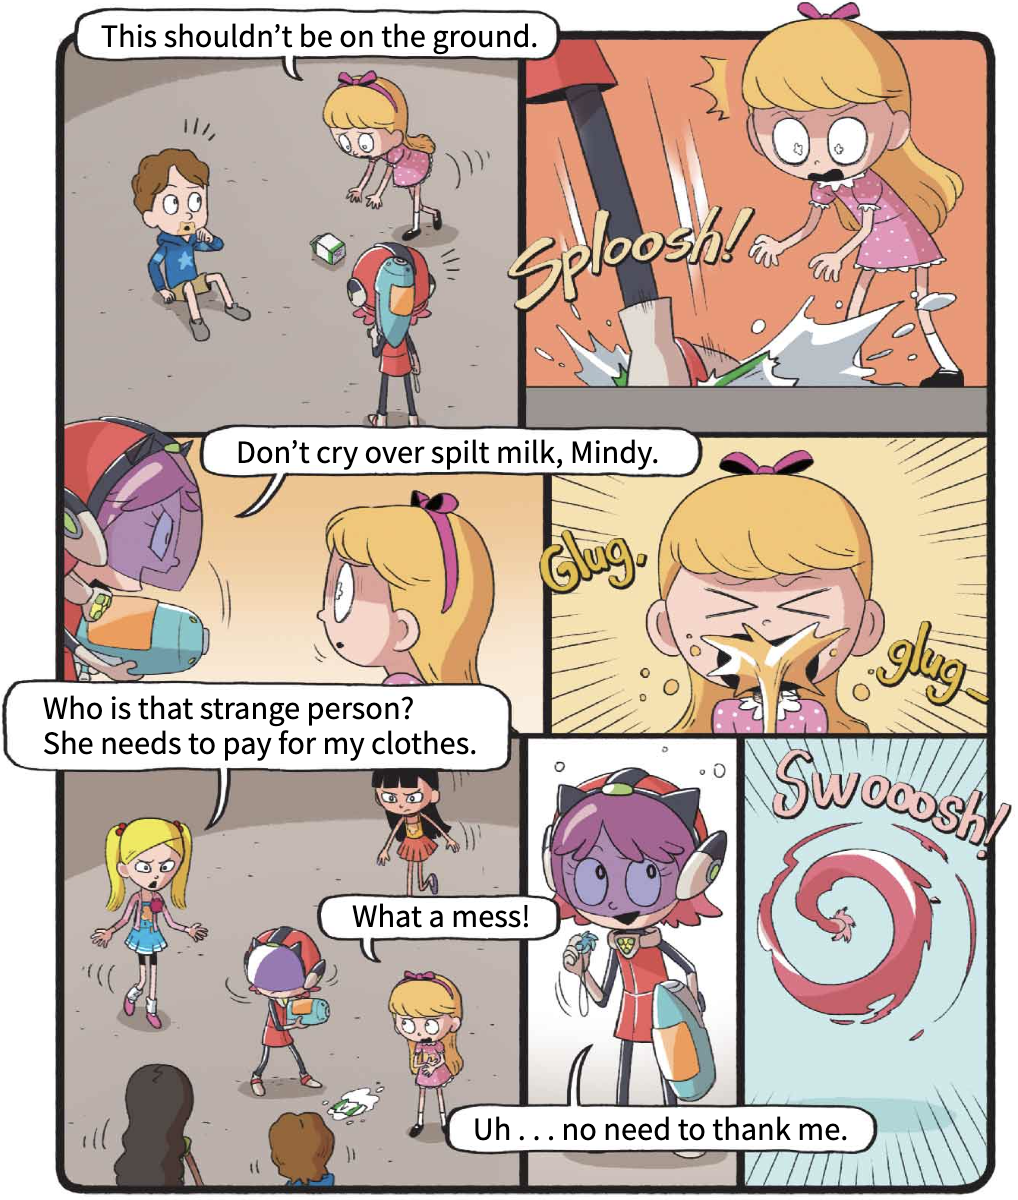 This shouldn’t be on the ground.
Sploosh!
Don’t cry over spilt milk, Mindy.
Glug.
glug
Who is that strange person?
She needs to pay for my clothes.
What a mess!
Uh . . . no need to thank me.
Swooosh!